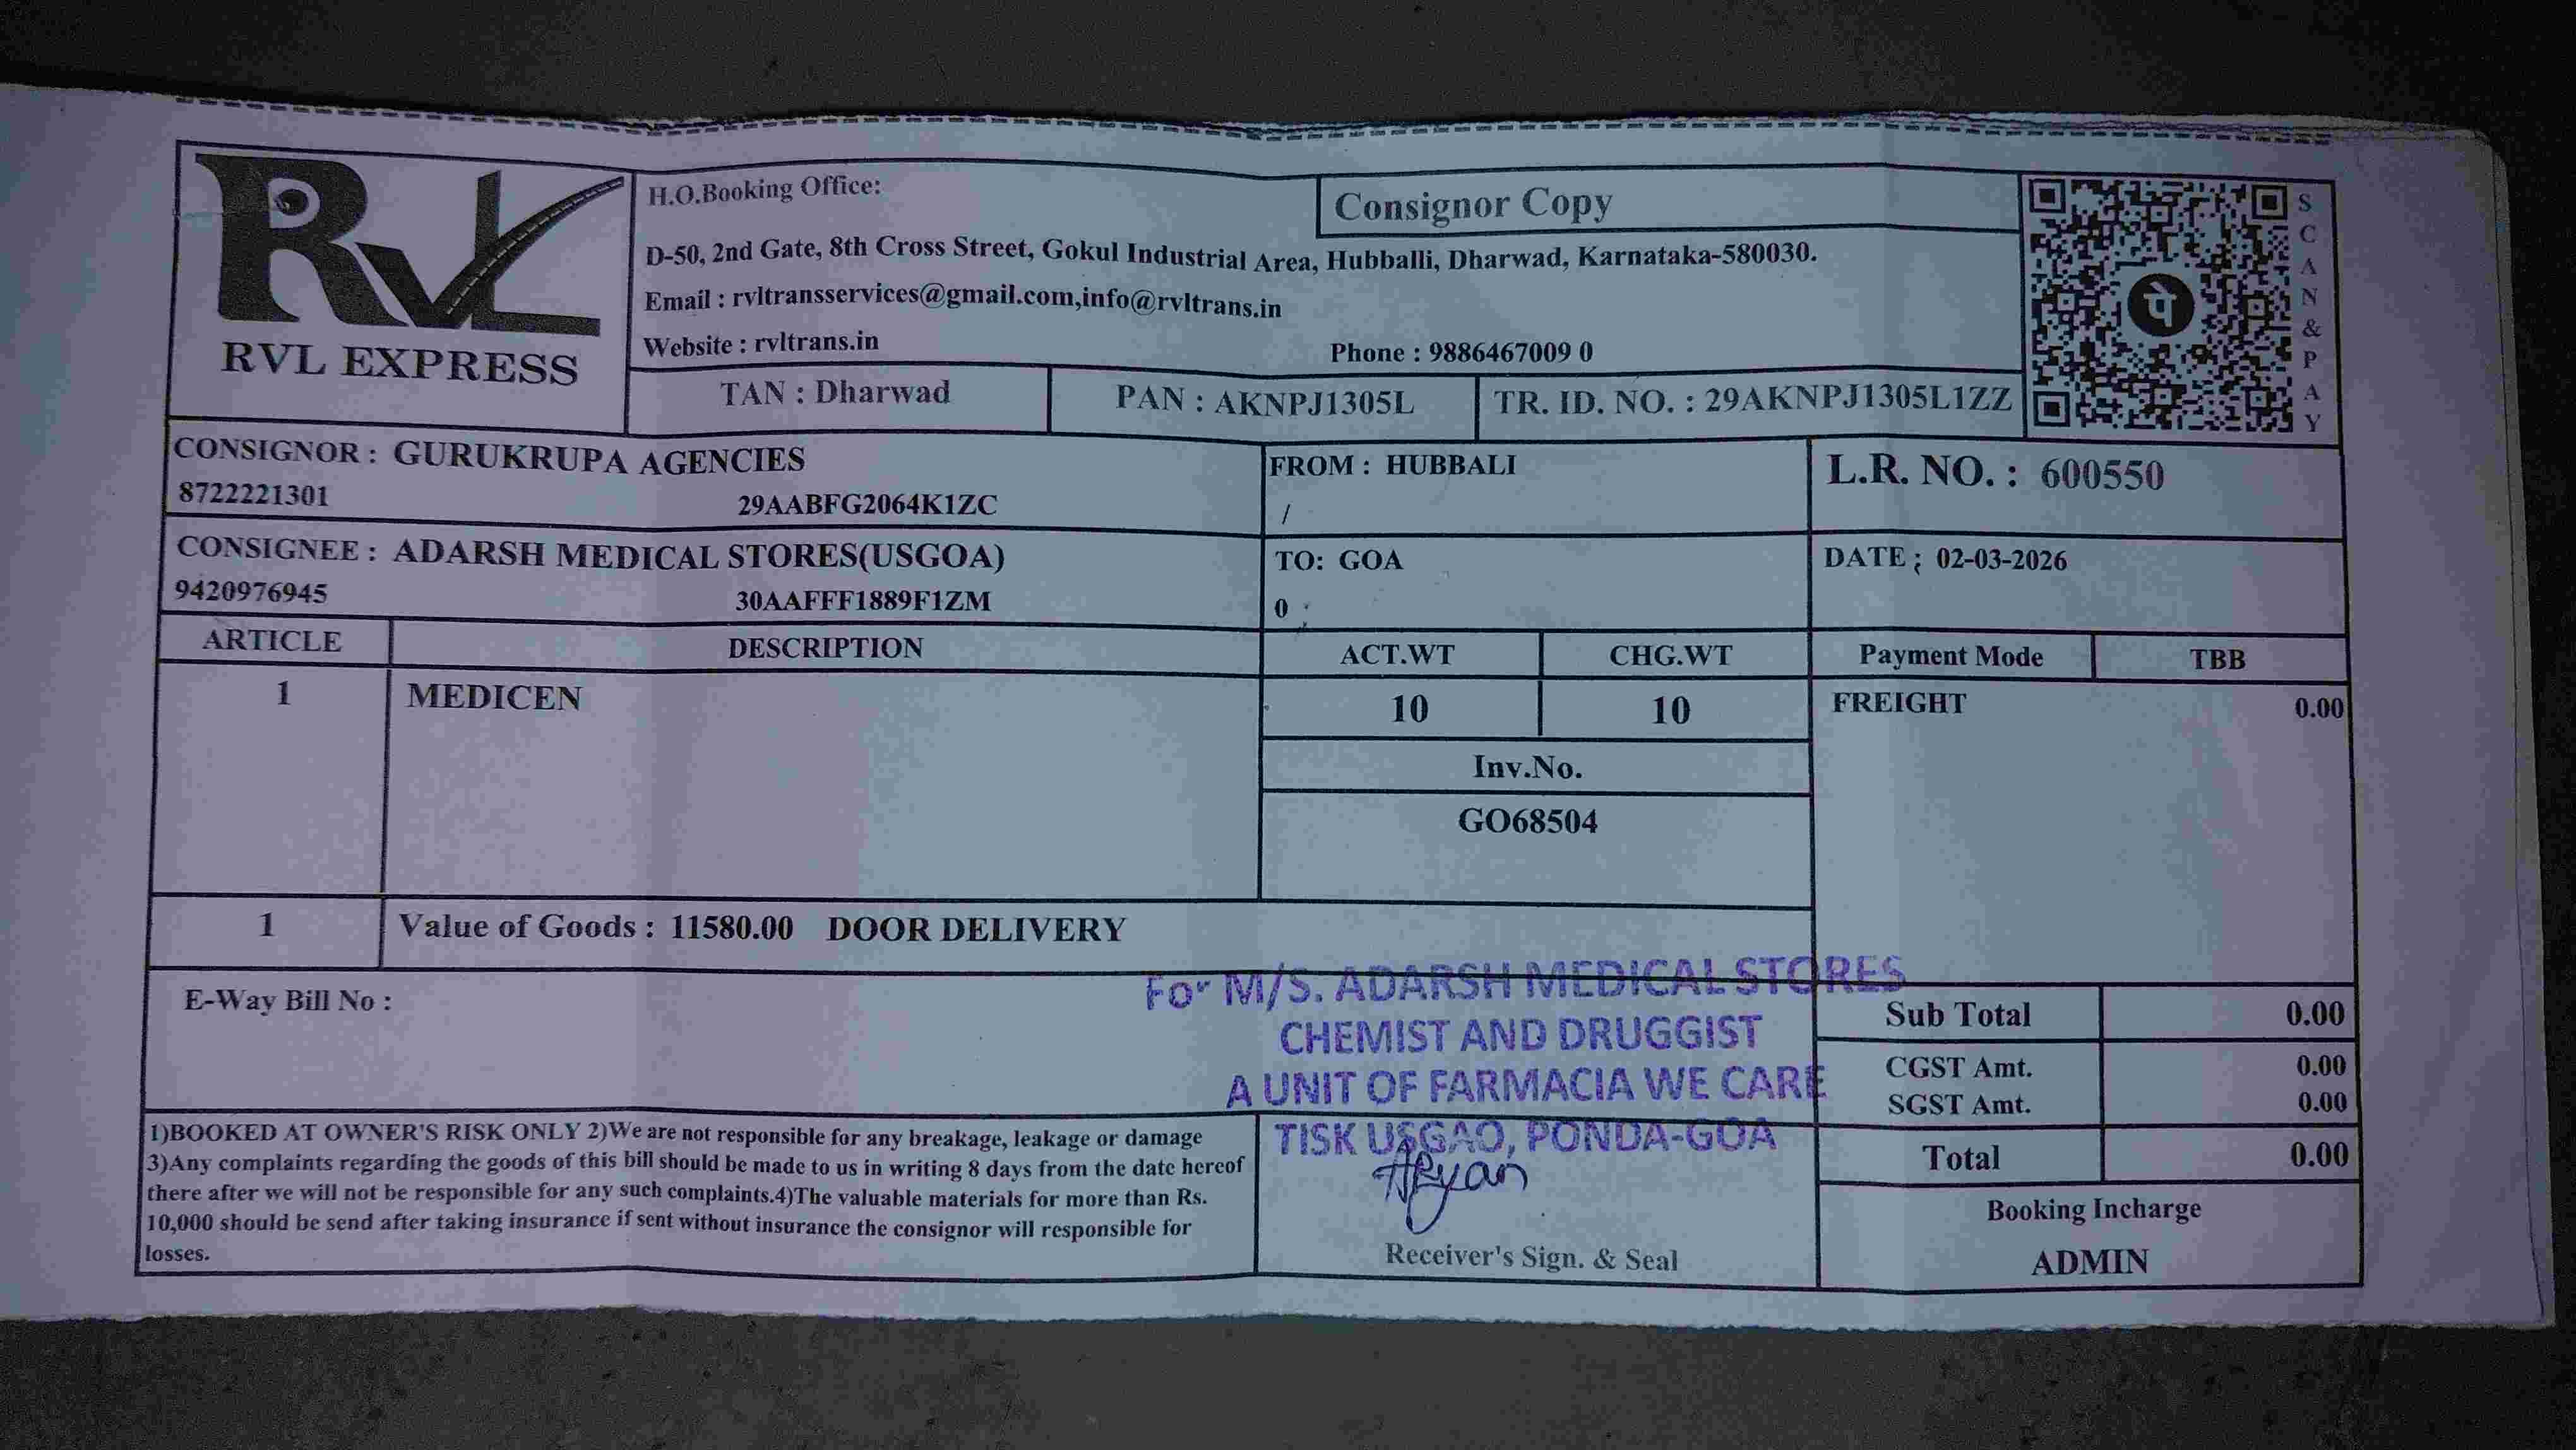 RVL
RVL EXPRESS
H.O.Booking Office:
Consignor Copy
D-50, 2nd Gate, 8th Cross Street, Gokul Industrial Area, Hubballi, Dharwad, Karnataka-580030.
Email : rvltransservices@gmail.com,info@rvltrans.in
Website : rvltrans.in
Phone : 9886467009 0
TAN : Dharwad
PAN : AKNPJ1305L
TR. ID. NO. : 29AKNPJ1305L1ZZ
पे
SCAN&PAY
CONSIGNOR : GURUKRUPA AGENCIES
8722221301 29AABFG2064K1ZC
FROM : HUBBALI
/
L.R. NO. : 600550
CONSIGNEE : ADARSH MEDICAL STORES(USGOA)
9420976945 30AAFFF1889F1ZM
TO: GOA
0
DATE : 02-03-2026
ARTICLE DESCRIPTION ACT.WT CHG.WT Payment Mode TBB
1 MEDICEN 10 10 FREIGHT 0.00
Inv.No.
GO68504
1 Value of Goods : 11580.00 DOOR DELIVERY
E-Way Bill No :
For M/S. ADARSH MEDICAL STORES
CHEMIST AND DRUGGIST
A UNIT OF FARMACIA WE CARE
TISK USGAO, PONDA-GOA
Aryan
Receiver's Sign. & Seal
Sub Total 0.00
CGST Amt. 0.00
SGST Amt. 0.00
Total 0.00
Booking Incharge
ADMIN
1)BOOKED AT OWNER'S RISK ONLY 2)We are not responsible for any breakage, leakage or damage
3)Any complaints regarding the goods of this bill should be made to us in writing 8 days from the date hereof
there after we will not be responsible for any such complaints.4)The valuable materials for more than Rs.
10,000 should be send after taking insurance if sent without insurance the consignor will responsible for
losses.